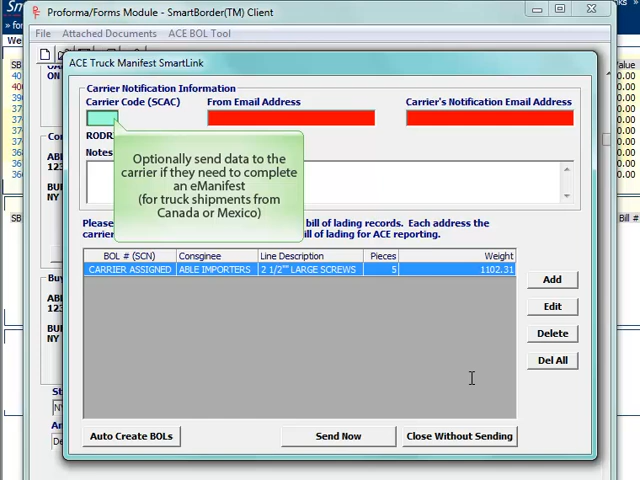 Proforma/Forms Module - SmartBorder(TM) Client
File Attached Documents ACE BOL Tool
ACE Truck Manifest SmartLink
Carrier Notification Information
Carrier Code (SCAC) From Email Address Carrier's Notification Email Address
RODR
Notes
Optionally send data to the
carrier if they need to complete
an eManifest
(for truck shipments from
Canada or Mexico)
Please bill of lading records. Each address the
carrier ill of lading for ACE reporting.
BOL # (SCN) Consignee Line Description Pieces Weight
CARRIER ASSIGNED ABLE IMPORTERS 2 1/2"" LARGE SCREWS 5 1102.31
Add
Edit
Delete
Del All
Auto Create BOLs Send Now Close Without Sending